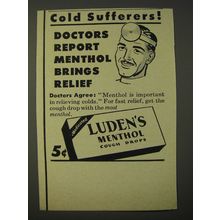 Cold Sufferers!
DOCTORS
REPORT
MENTHOL
BRINGS
RELIEF
Doctors Agree: "Menthol is important
in relieving colds." For fast relief, get the
cough drop with the most
menthol.
LUDEN'S
MENTHOL
COUGH DROPS
5¢